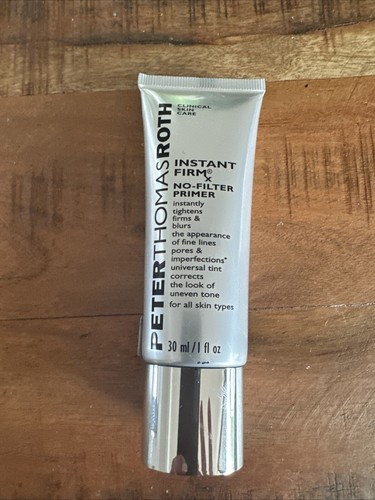 PETERTHOMASROTH
CLINICAL
SKIN
CARE
INSTANT
FIRM®
x
NO-FILTER
PRIMER
instantly
tightens
firms &
blurs
the appearance
of fine lines
pores &
imperfections*
universal tint
corrects
the look of
uneven tone
for all skin types
30 ml/1 fl oz